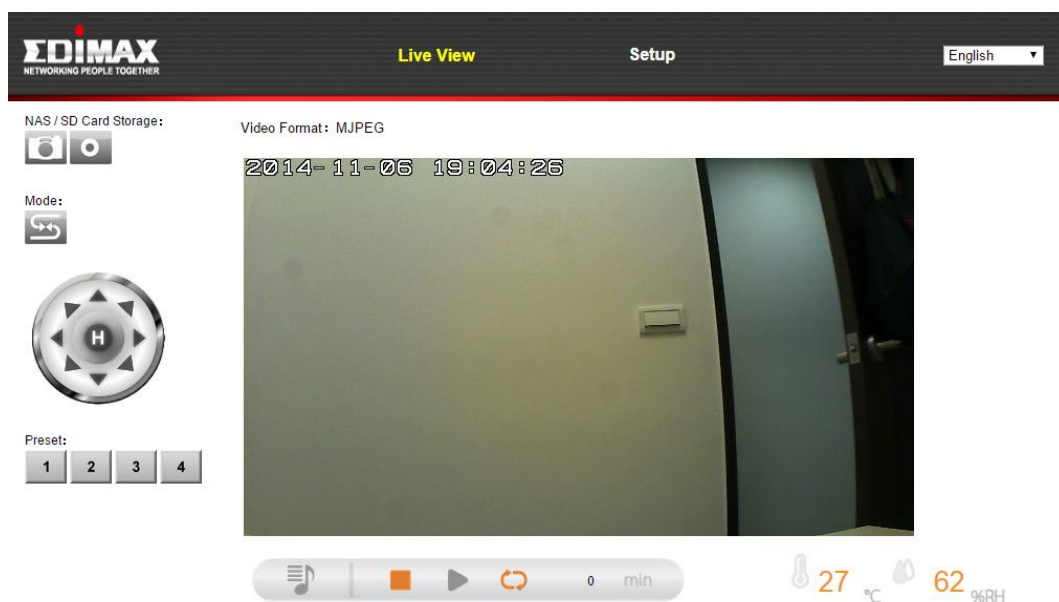 EDIMAX
NETWORKING PEOPLE TOGETHER
Live View
Setup
English
NAS / SD Card Storage:
Video Format: MJPEG
2014-11-06 19:04:26
Mode:
H
Preset:
1 2 3 4
0 min
27 °C
62 %RH